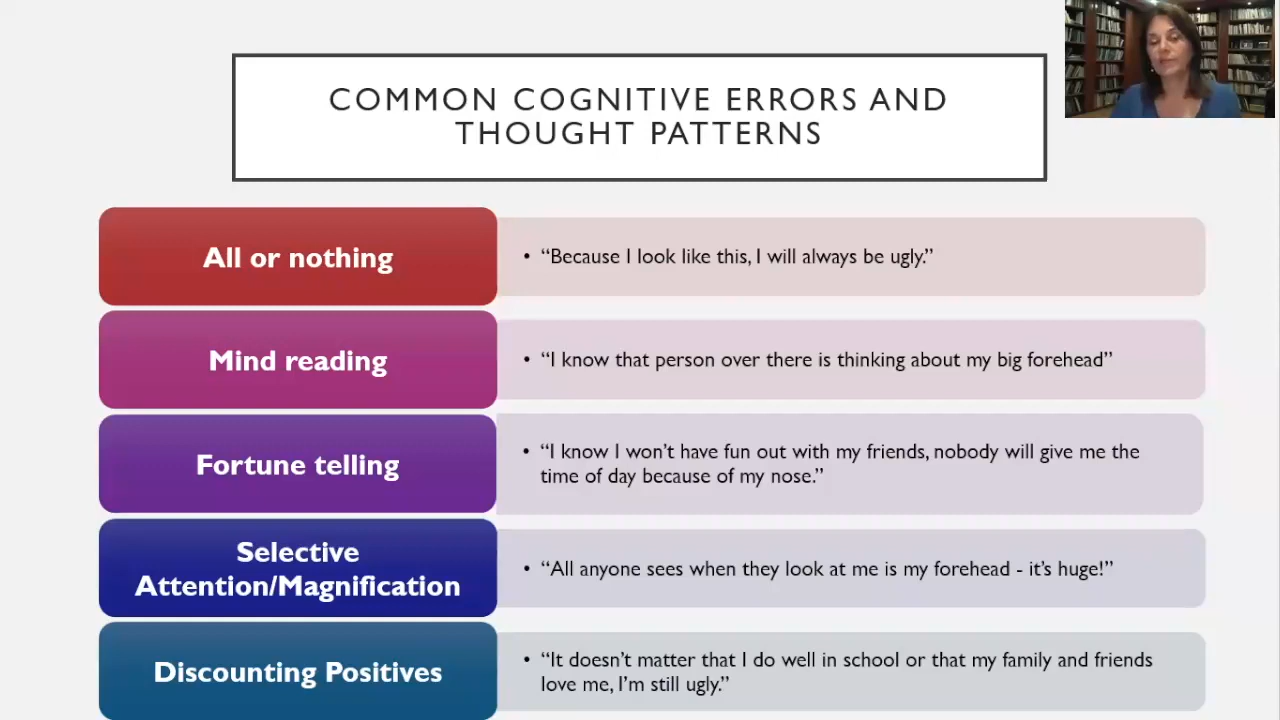 COMMON COGNITIVE ERRORS AND
THOUGHT PATTERNS
All or nothing
• “Because I look like this, I will always be ugly.”
Mind reading
• “I know that person over there is thinking about my big forehead”
Fortune telling
• “I know I won’t have fun out with my friends, nobody will give me the
time of day because of my nose.”
Selective
Attention/Magnification
• “All anyone sees when they look at me is my forehead - it’s huge!”
Discounting Positives
• “It doesn’t matter that I do well in school or that my family and friends
love me, I’m still ugly.”